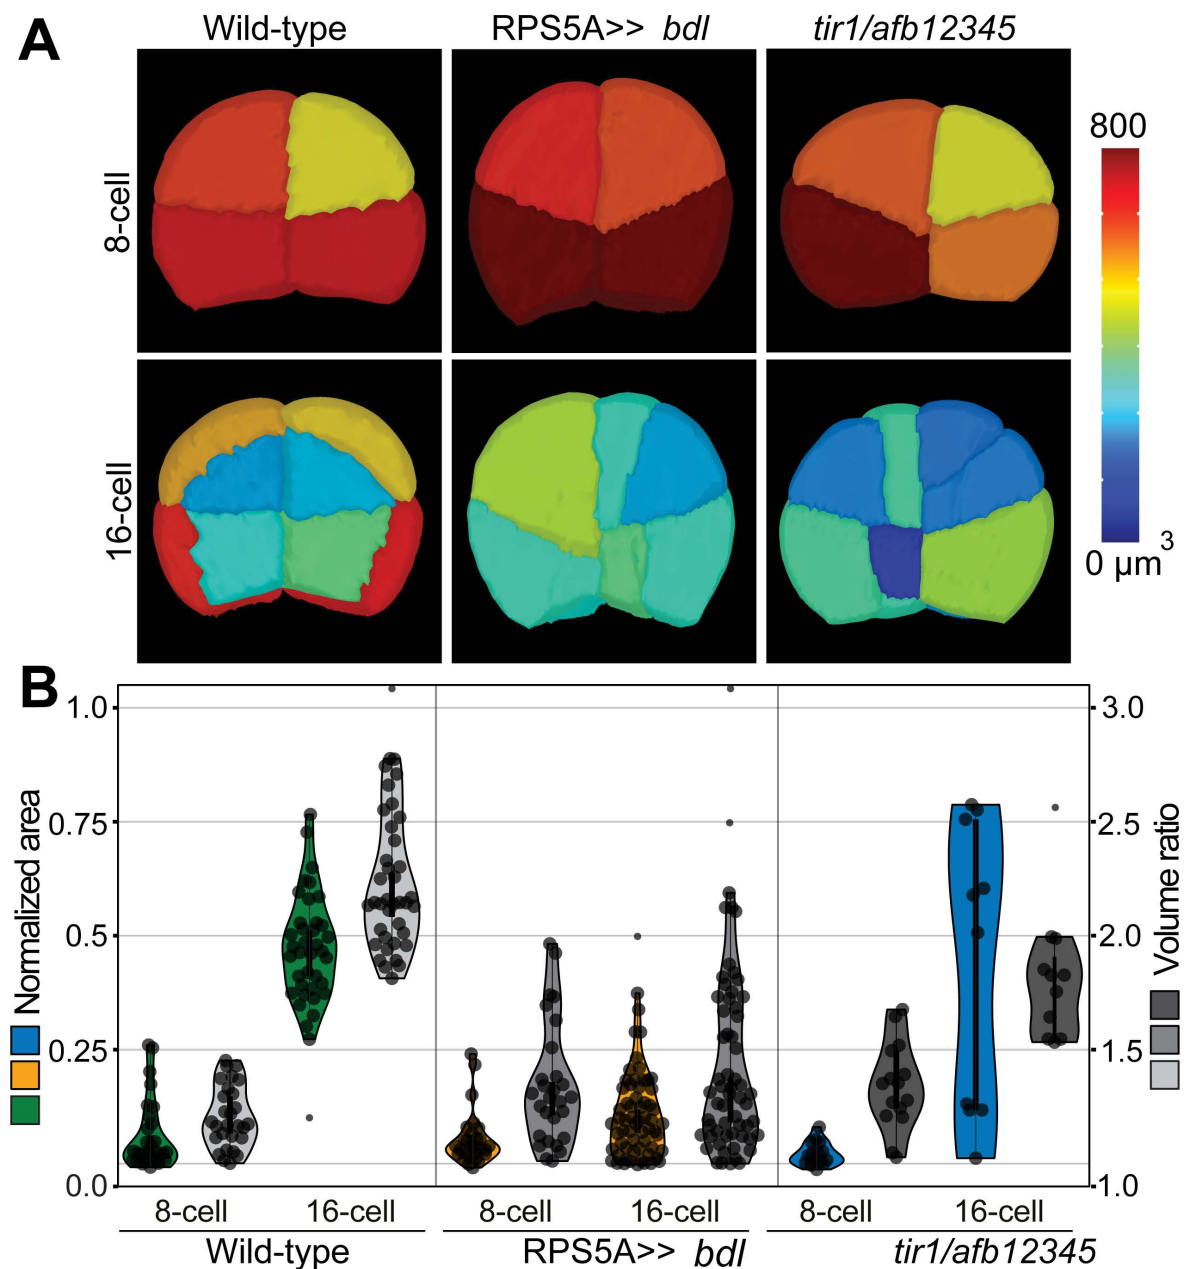 A
Wild-type RPS5A>> bdl tir1/afb12345
8-cell
16-cell
800
0 µm3
B
Normalized area
1.0
0.75
0.5
0.25
0.0
3.0
2.5
2.0
1.5
1.0
Volume ratio
8-cell 16-cell 8-cell 16-cell 8-cell 16-cell
Wild-type RPS5A>> bdl tir1/afb12345